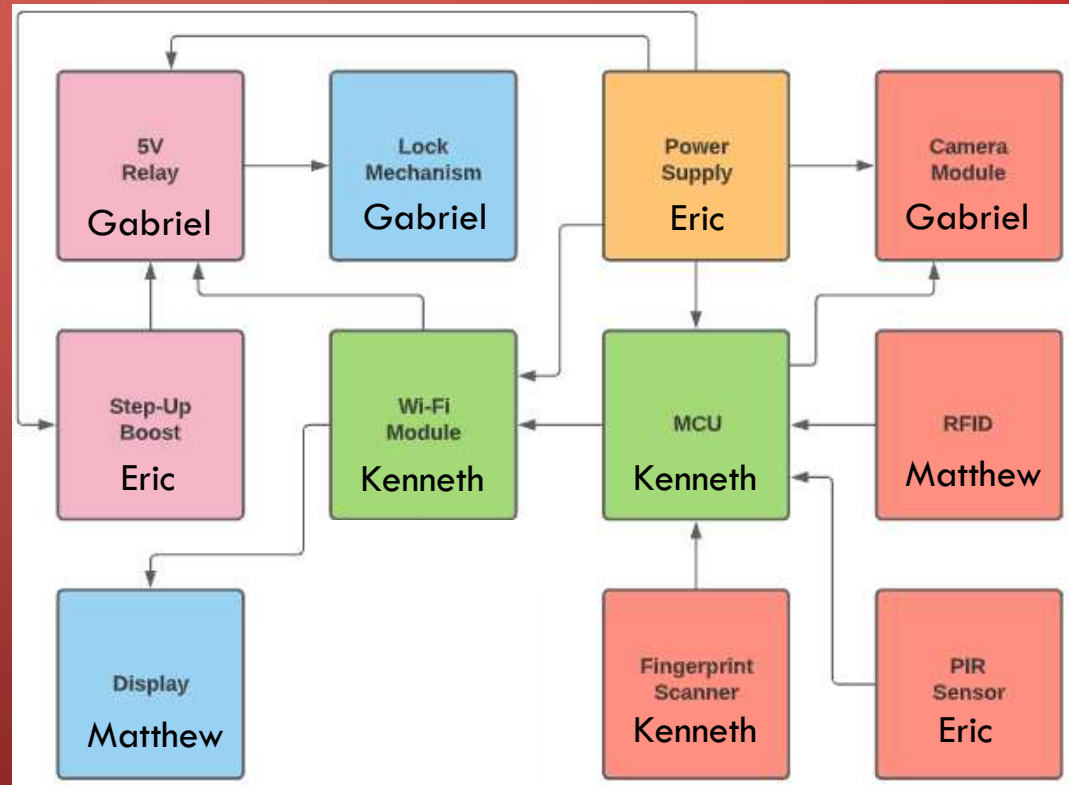 5V
Relay
Gabriel
Lock
Mechanism
Gabriel
Power
Supply
Eric
Camera
Module
Gabriel
Step-Up
Boost
Eric
Wi-Fi
Module
Kenneth
MCU
Kenneth
RFID
Matthew
Display
Matthew
Fingerprint
Scanner
Kenneth
PIR
Sensor
Eric